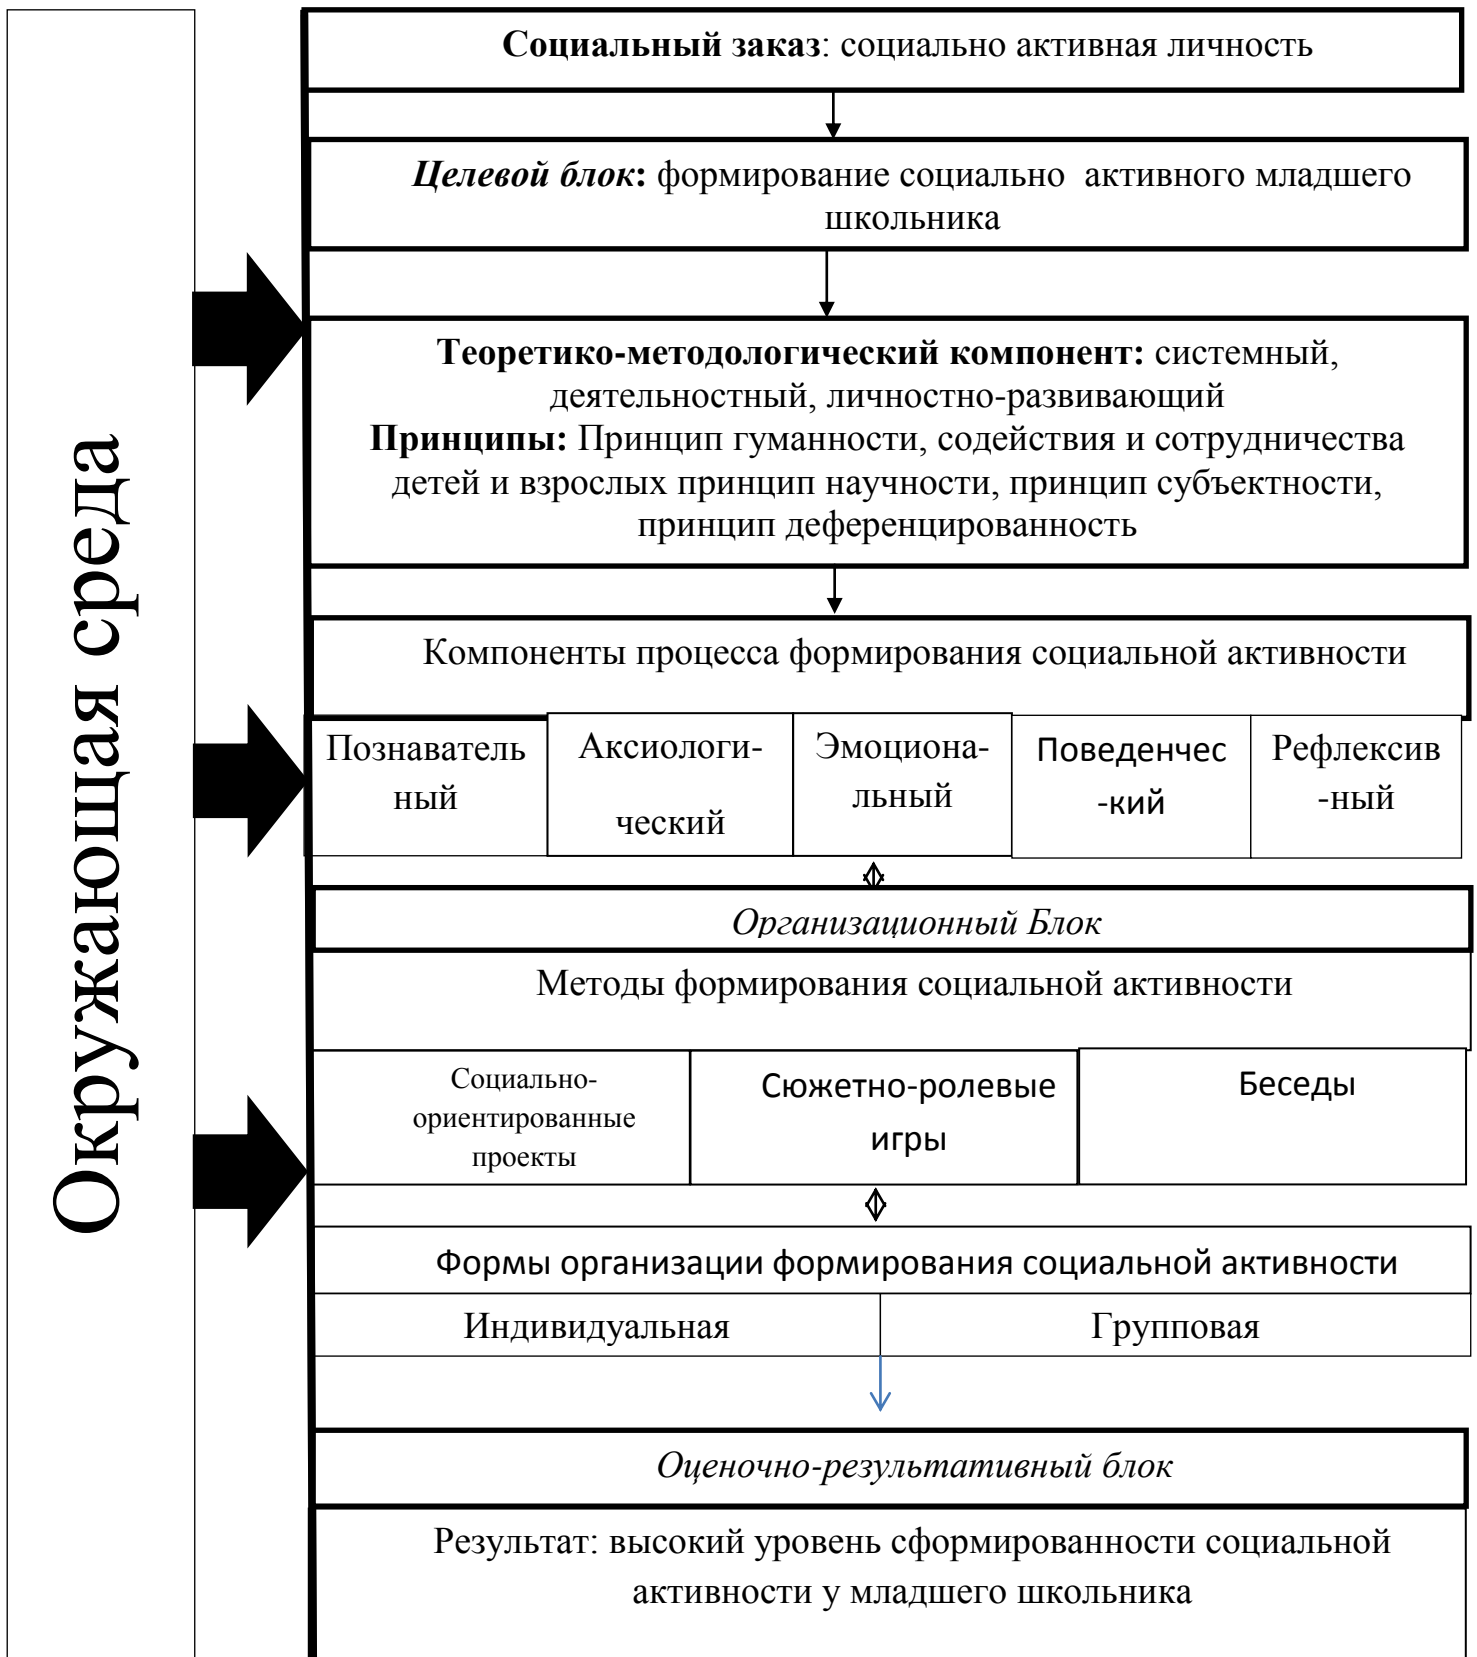 Окружающая среда
Социальный заказ: социально активная личность
Целевой блок: формирование социально активного младшего
школьника
Теоретико-методологический компонент: системный,
деятельностный, личностно-развивающий
Принципы: Принцип гуманности, содействия и сотрудничества
детей и взрослых принцип научности, принцип субъектности,
принцип деференцированность
Компоненты процесса формирования социальной активности
Познаватель
ный
Аксиологи-
ческий
Эмоциона-
льный
Поведенчес
-кий
Рефлексив
-ный
Организационный Блок
Методы формирования социальной активности
Социально-
ориентированные
проекты
Сюжетно-ролевые
игры
Беседы
Формы организации формирования социальной активности
Индивидуальная
Групповая
Оценочно-результативный блок
Результат: высокий уровень сформированности социальной
активности у младшего школьника